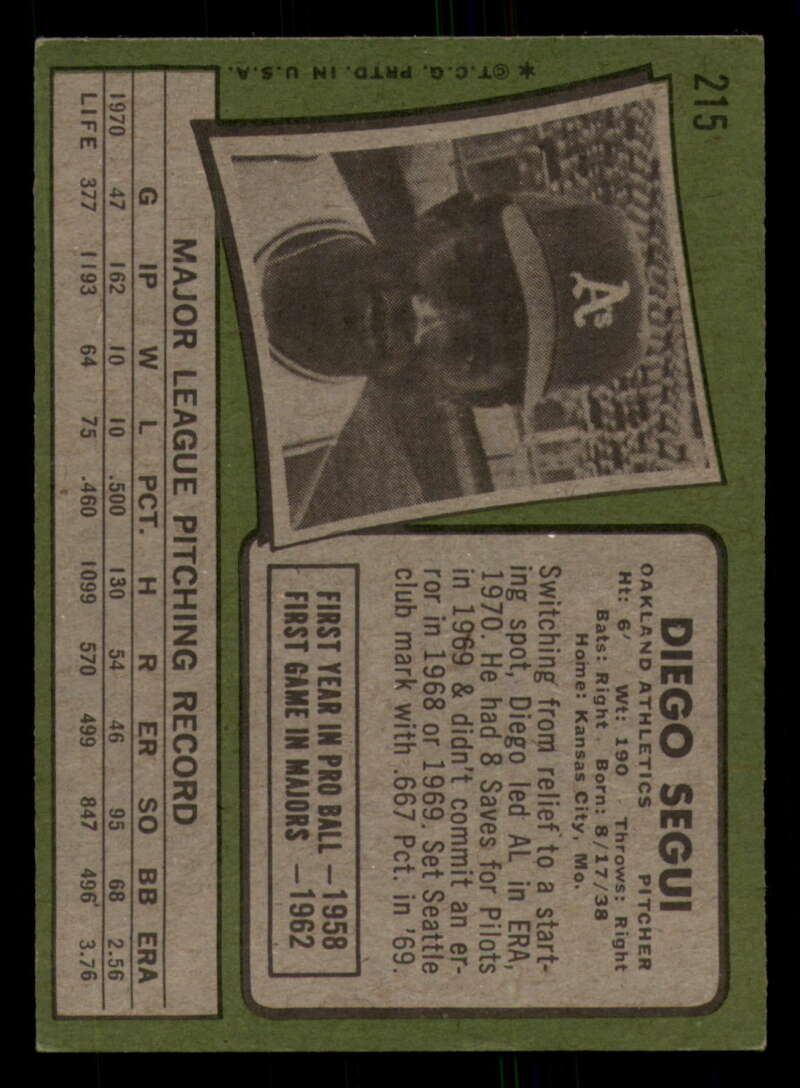 215
A's
DIEGO SEGUI
OAKLAND ATHLETICS PITCHER
Ht: 6' Wt: 190 Throws: Right
Bats: Right Born: 8/17/38
Home: Kansas City, Mo.
Switching from relief to a start-
ing spot, Diego led AL in ERA,
1970. He had 8 Saves for Pilots
in 1969 & didn't commit an er-
ror in 1968 or 1969. Set Seattle
club mark with .667 Pct. in '69.
FIRST YEAR IN PRO BALL—1958
FIRST GAME IN MAJORS —1962
MAJOR LEAGUE PITCHING RECORD
G IP W L PCT. H R ER SO BB ERA
1970 47 162 10 10 .500 130 54 46 95 68 2.56
LIFE 377 1193 64 75 .460 1099 570 499 847 496 3.76
* ©T.C.G. PRTD. IN U.S.A.